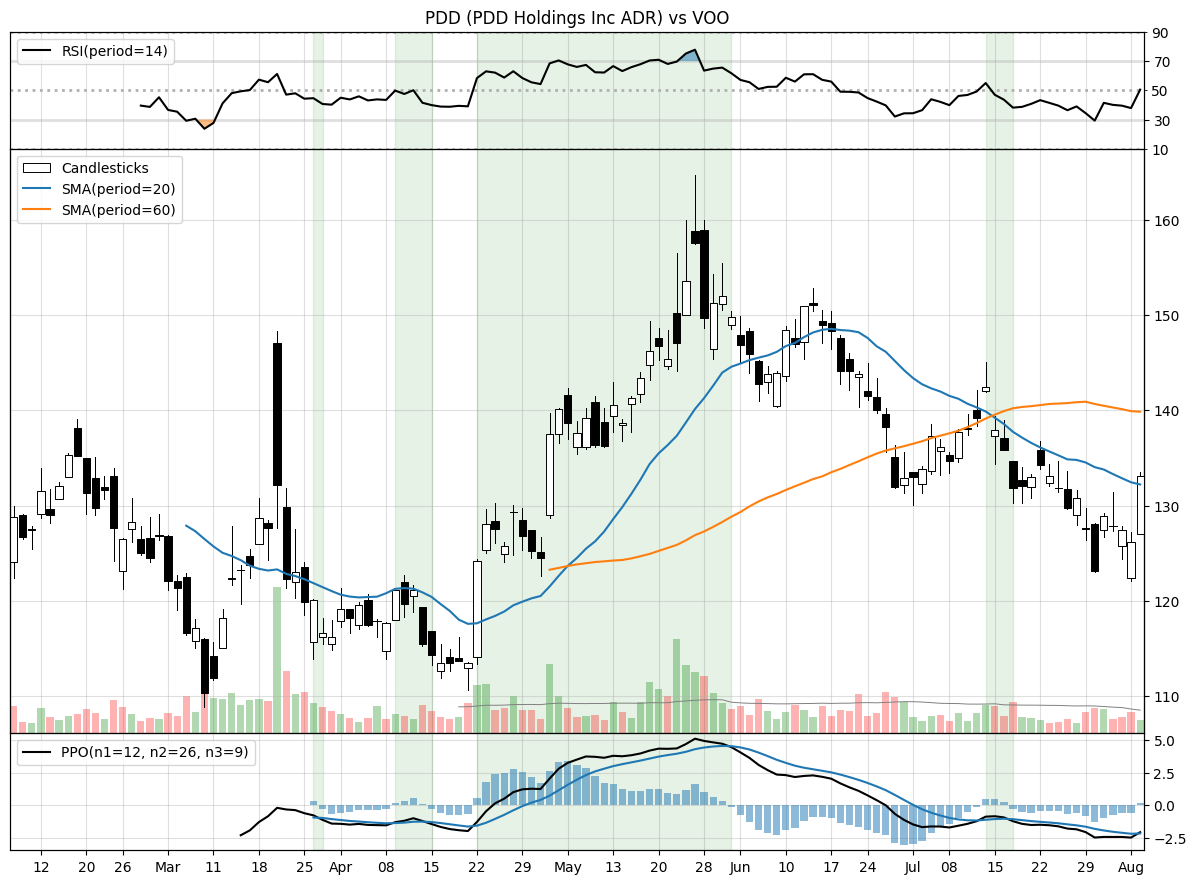 PDD (PDD Holdings Inc ADR) vs VOO
RSI(period=14)
90
70
50
30
10
Candlesticks
SMA(period=20)
SMA(period=60)
160
150
140
130
120
110
PPO(n1=12, n2=26, n3=9)
5.0
2.5
0.0
−2.5
12 20 26 Mar 11 18 25 Apr 08 15 22 29 May 13 20 28 Jun 10 17 24 Jul 08 15 22 29 Aug